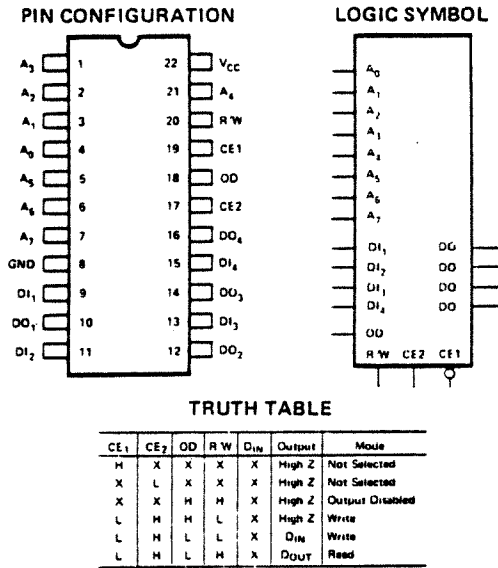 PIN CONFIGURATION
A₃ 1 22 V_CC
A₂ 2 21 A₄
A₁ 3 20 R/W
A₀ 4 19 CE1
A₅ 5 18 OD
A₆ 6 17 CE2
A₇ 7 16 DO₄
GND 8 15 DI₄
DI₁ 9 14 DO₃
DO₁ 10 13 DI₃
DI₂ 11 12 DO₂
LOGIC SYMBOL
A₀
A₁
A₂
A₃
A₄
A₅
A₆
A₇
DI₁ DO
DI₂ DO
DI₃ DO
DI₄ DO
OD
R/W CE2 CE1
TRUTH TABLE
CE₁ CE₂ OD R/W D_IN Output Mode
H X X X X High Z Not Selected
X L X X X High Z Not Selected
X X H H X High Z Output Disabled
L H H L X High Z Write
L H L L X D_IN Write
L H L H X D_OUT Read